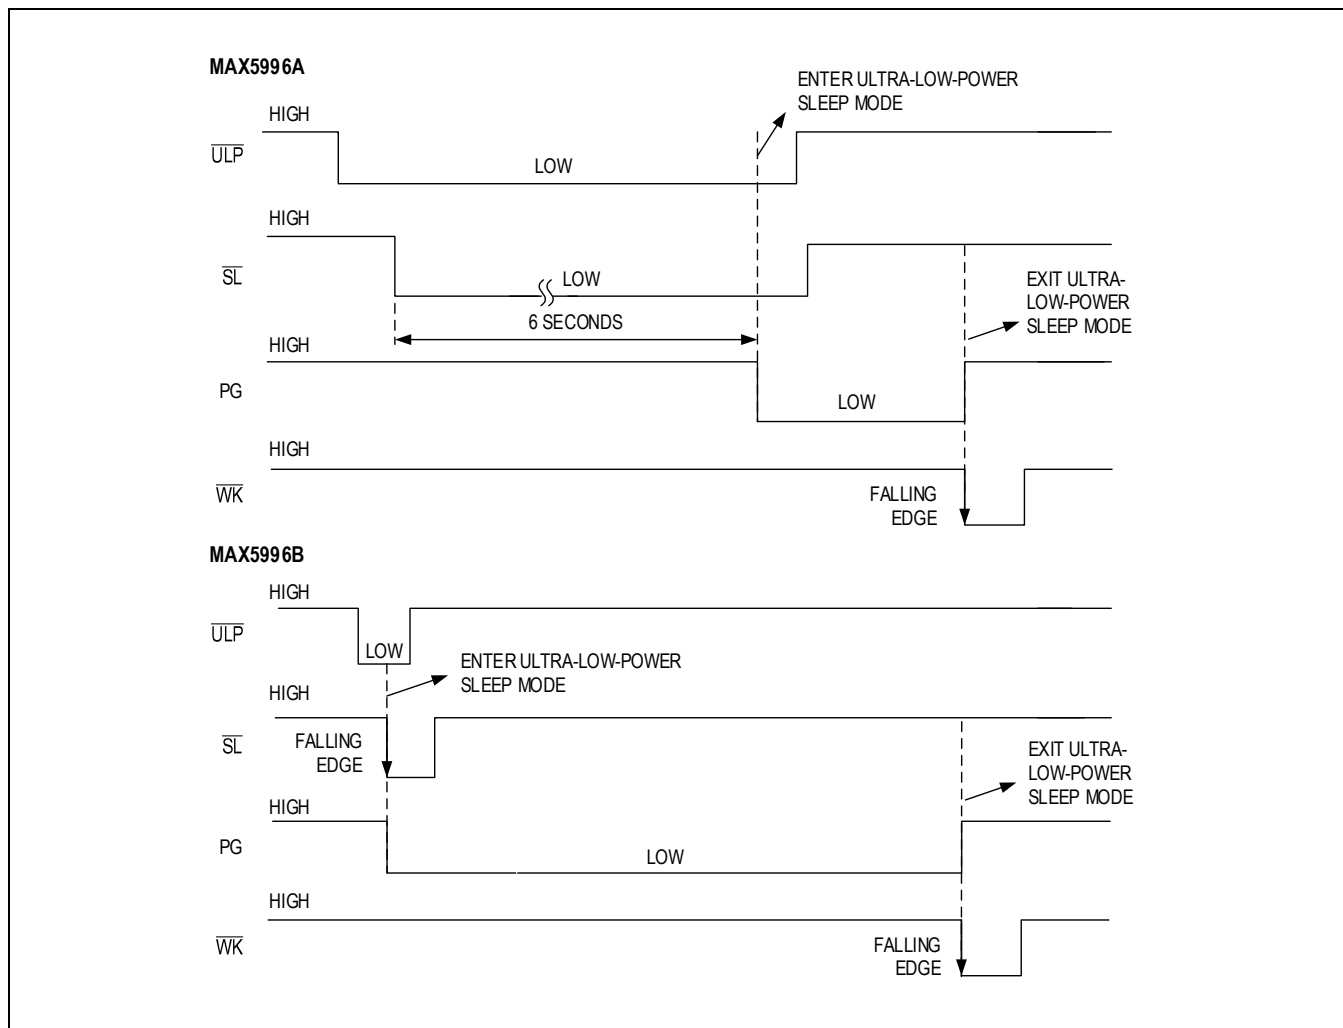 MAX5996A
ENTER ULTRA-LOW-POWER
SLEEP MODE
HIGH
ULP
LOW
HIGH
SL
LOW
EXIT ULTRA-
LOW-POWER
SLEEP MODE
6 SECONDS
HIGH
PG
LOW
HIGH
WK
FALLING
EDGE
MAX5996B
HIGH
ULP
LOW
ENTER ULTRA-LOW-POWER
SLEEP MODE
HIGH
SL
FALLING
EDGE
EXIT ULTRA-
LOW-POWER
SLEEP MODE
HIGH
PG
LOW
HIGH
WK
FALLING
EDGE